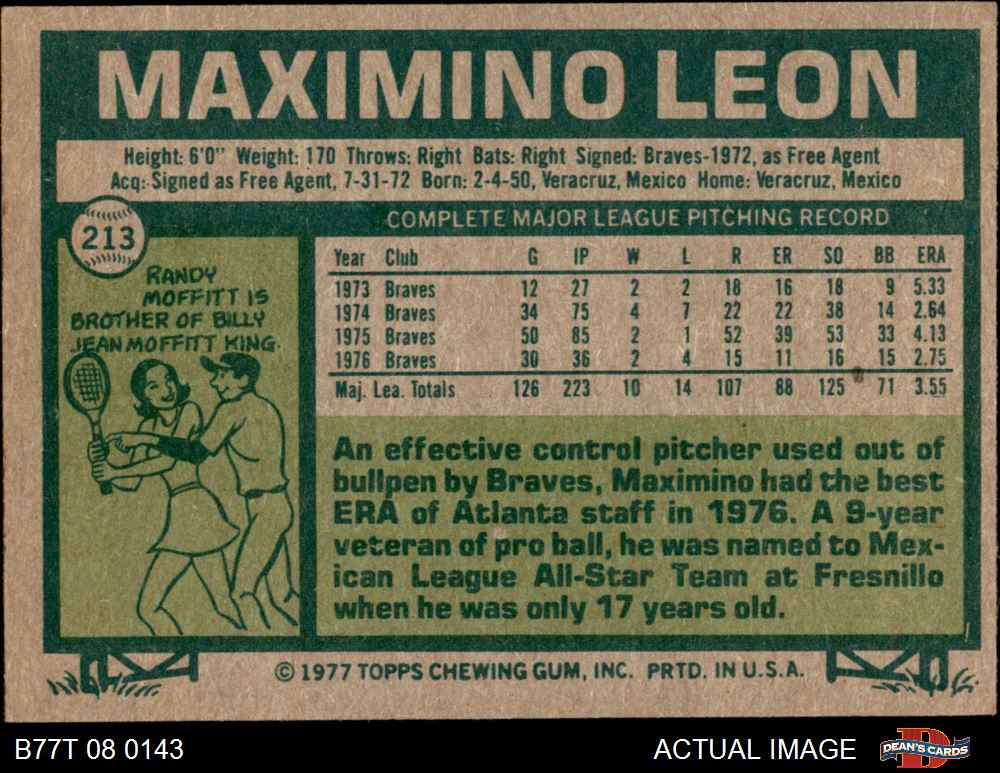 MAXIMINO LEON
Height: 6'0" Weight: 170 Throws: Right Bats: Right Signed: Braves-1972, as Free Agent
Acq: Signed as Free Agent, 7-31-72 Born: 2-4-50, Veracruz, Mexico Home: Veracruz, Mexico
213
COMPLETE MAJOR LEAGUE PITCHING RECORD
RANDY
MOFFITT IS
BROTHER OF BILLY
JEAN MOFFITT KING.
Year Club G IP W L R ER SO BB ERA
1973 Braves 12 27 2 2 18 16 18 9 5.33
1974 Braves 34 75 4 7 22 22 38 14 2.64
1975 Braves 50 85 2 1 52 39 53 33 4.13
1976 Braves 30 36 2 4 15 11 16 15 2.75
Maj. Lea. Totals 126 223 10 14 107 88 125 71 3.55
An effective control pitcher used out of
bullpen by Braves, Maximino had the best
ERA of Atlanta staff in 1976. A 9-year
veteran of pro ball, he was named to Mex-
ican League All-Star Team at Fresnillo
when he was only 17 years old.
© 1977 TOPPS CHEWING GUM, INC. PRTD. IN U.S.A.
B77T 08 0143
ACTUAL IMAGE
DEAN'S CARDS